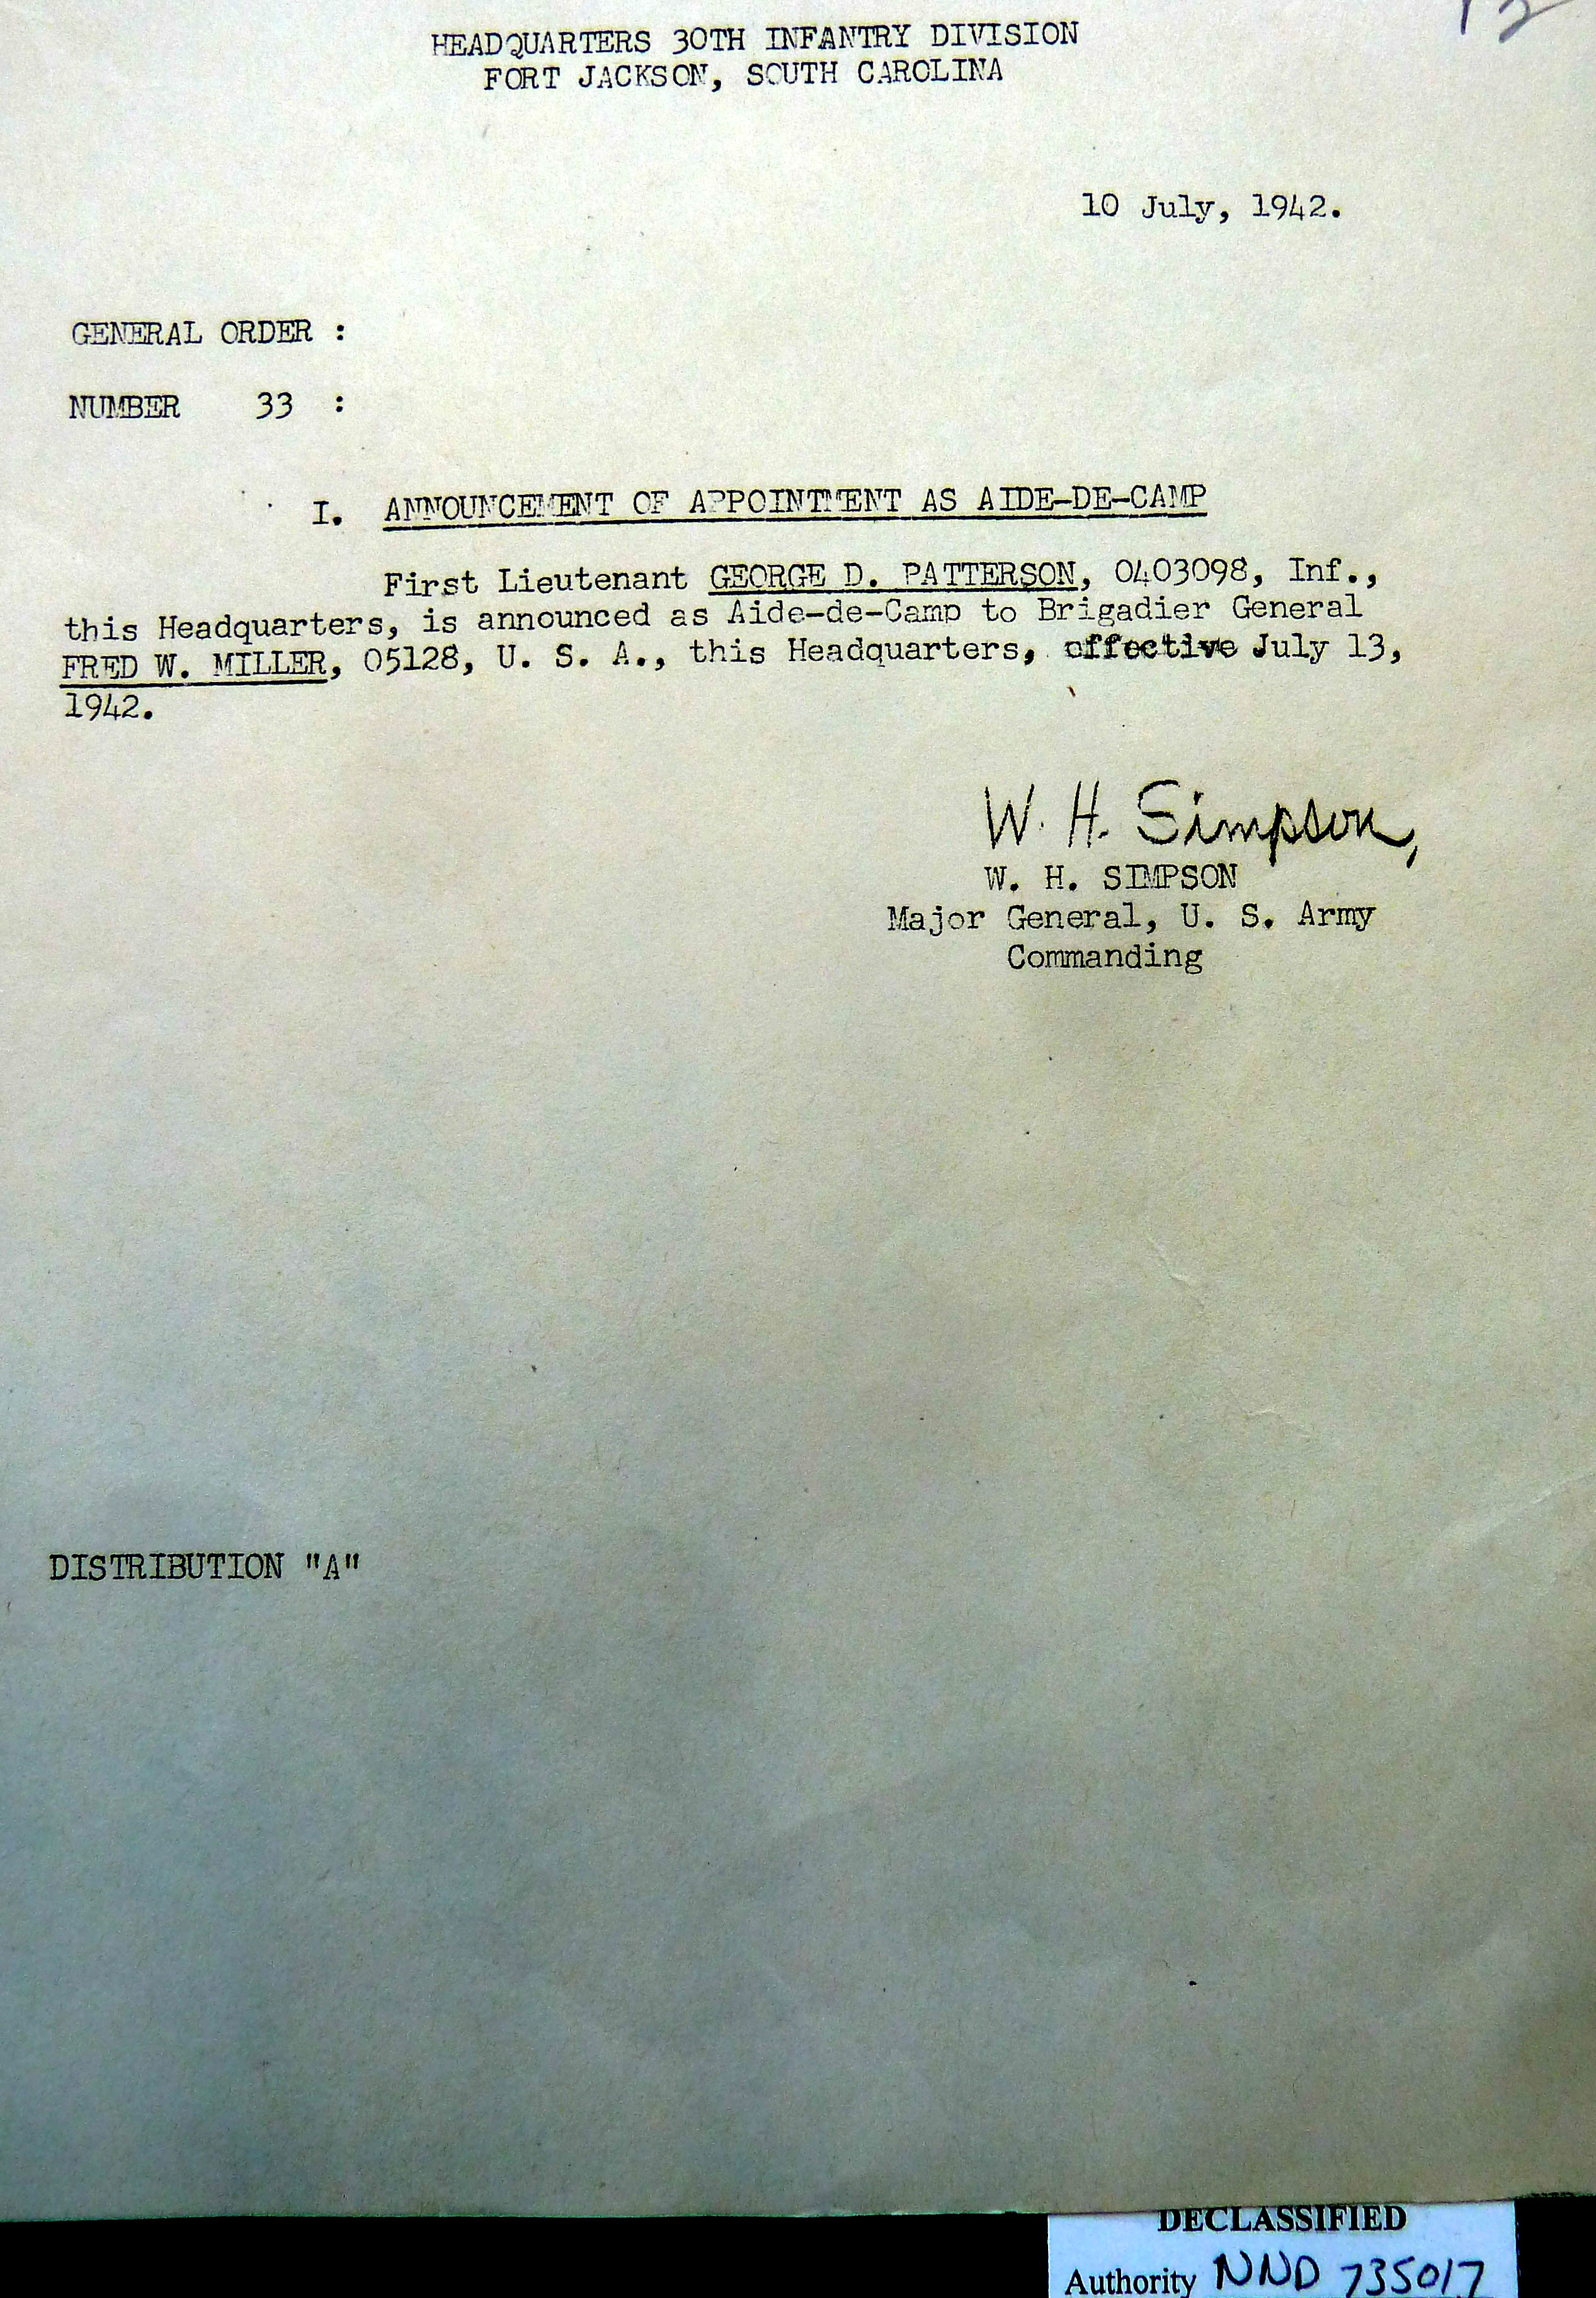 HEADQUARTERS 30TH INFANTRY DIVISION
FORT JACKSON, SOUTH CAROLINA
10 July, 1942.
GENERAL ORDER :
NUMBER 33 :
I. ANNOUNCEMENT OF APPOINTMENT AS AIDE-DE-CAMP
First Lieutenant GEORGE D. PATTERSON, 0403098, Inf.,
this Headquarters, is announced as Aide-de-Camp to Brigadier General
FRED W. MILLER, 05128, U. S. A., this Headquarters, effective July 13,
1942.
W. H. Simpson,
W. H. SIMPSON
Major General, U. S. Army
Commanding
DISTRIBUTION "A"
DECLASSIFIED
Authority NND 735017